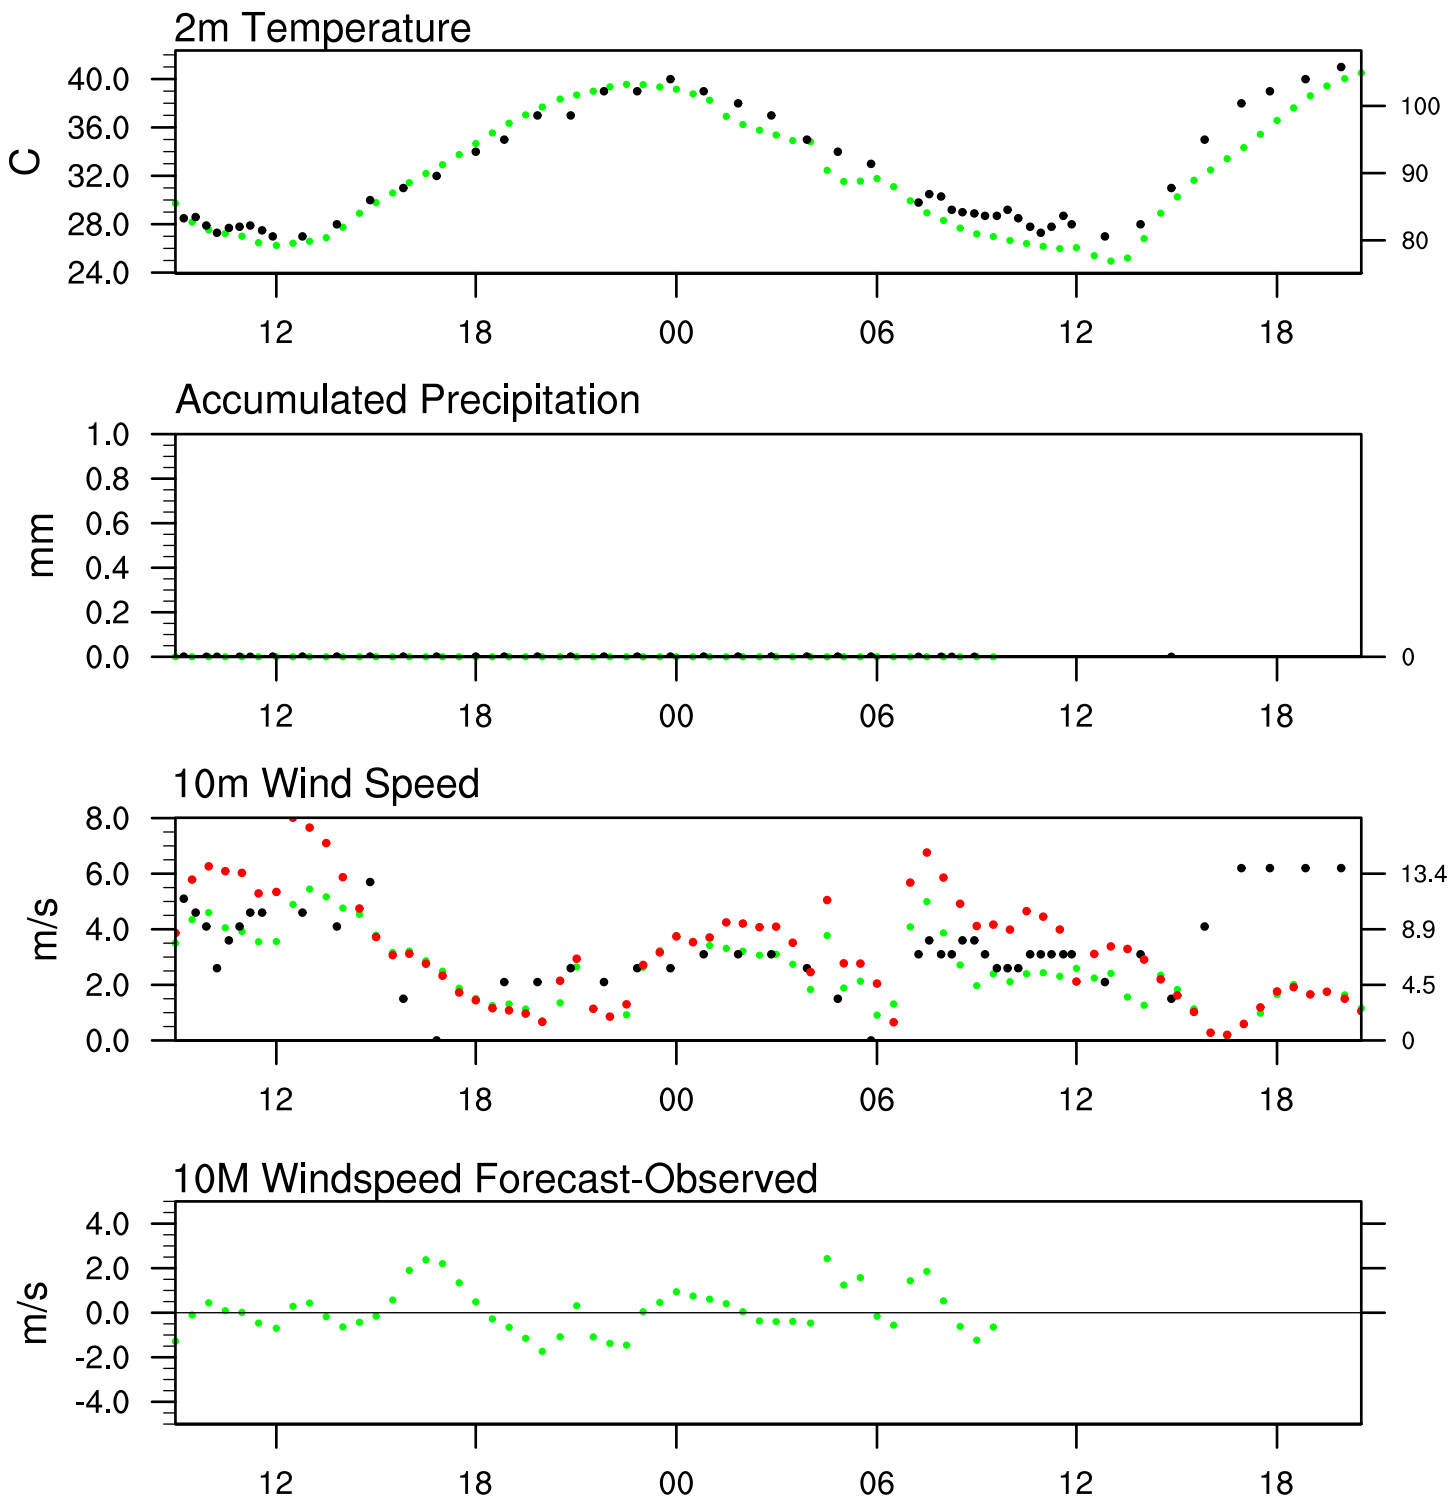 2m Temperature
40.0
36.0
32.0
28.0
24.0
C
100
90
80
12 18 00 06 12 18
Accumulated Precipitation
1.0
0.8
0.6
0.4
0.2
0.0
mm
0
12 18 00 06 12 18
10m Wind Speed
8.0
6.0
4.0
2.0
0.0
m/s
13.4
8.9
4.5
0
12 18 00 06 12 18
10M Windspeed Forecast-Observed
4.0
2.0
0.0
-2.0
-4.0
m/s
12 18 00 06 12 18